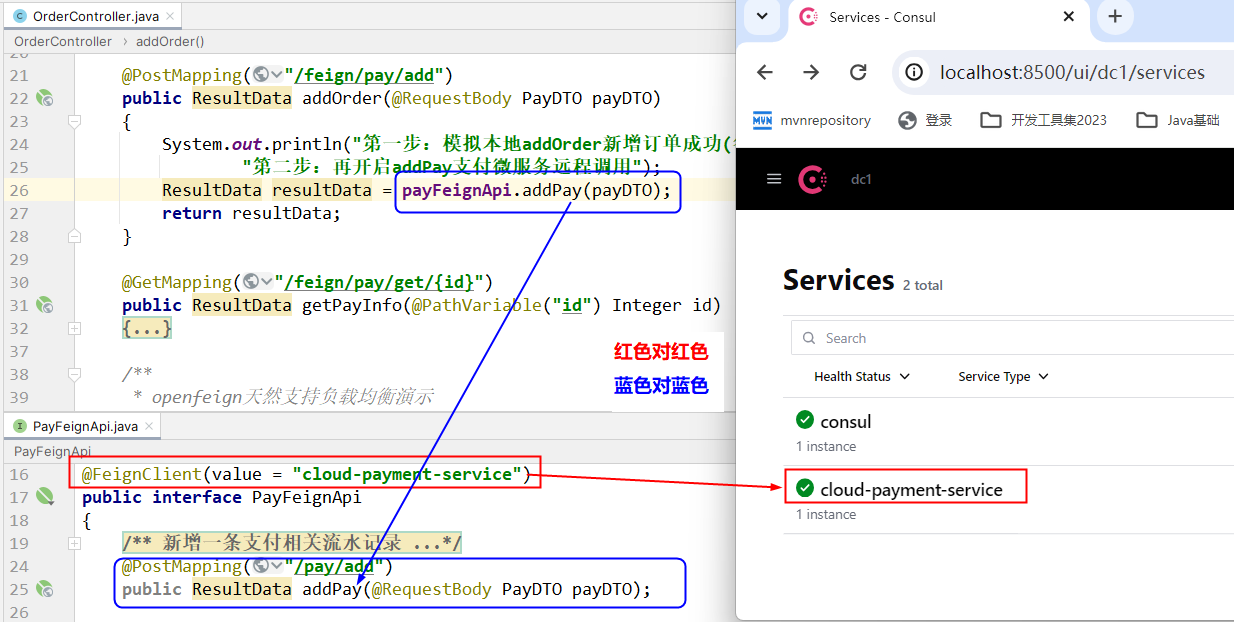 OrderController.java
OrderController › addOrder()
20
21 @PostMapping("/feign/pay/add")
22 public ResultData addOrder(@RequestBody PayDTO payDTO)
23 {
24 System.out.println("第一步：模拟本地addOrder新增订单成功(
25 "第二步：再开启addPay支付微服务远程调用");
26 ResultData resultData = payFeignApi.addPay(payDTO);
27 return resultData;
28 }
29
30 @GetMapping("/feign/pay/get/{id}")
31 public ResultData getPayInfo(@PathVariable("id") Integer id)
32 {...}
37
38 /**
39 * openfeign天然支持负载均衡演示
红色对红色
蓝色对蓝色
PayFeignApi.java
PayFeignApi
16 @FeignClient(value = "cloud-payment-service")
17 public interface PayFeignApi
18 {
19 /** 新增一条支付相关流水记录 ...*/
24 @PostMapping("/pay/add")
25 public ResultData addPay(@RequestBody PayDTO payDTO);
26
Services - Consul
localhost:8500/ui/dc1/services
MVN mvnrepository 登录 开发工具集2023 Java基础
dc1
Services 2 total
Search
Health Status Service Type
consul
1 instance
cloud-payment-service
1 instance